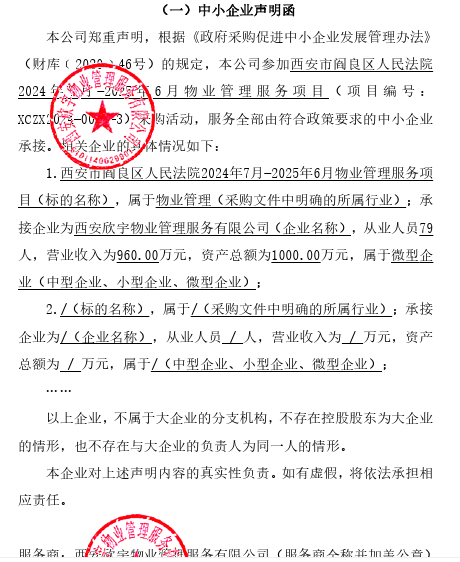 （一）中小企业声明函
本公司郑重声明，根据《政府采购促进中小企业发展管理办法》
（财库﹝2020﹞46号）的规定，本公司参加西安市阎良区人民法院
2024年7月—2025年6月物业管理服务项目（项目编号：
XCZX2024-00 -3）采购活动，服务全部由符合政策要求的中小企业
承接。相关企业的具体情况如下：
1.西安市阎良区人民法院2024年7月—2025年6月物业管理服务项
目（标的名称），属于物业管理（采购文件中明确的所属行业）；承
接企业为西安欣宇物业管理服务有限公司（企业名称），从业人员79
人，营业收入为960.00万元，资产总额为1000.00万元，属于微型企
业（中型企业、小型企业、微型企业）；
2./（标的名称），属于/（采购文件中明确的所属行业）；承接
企业为/（企业名称），从业人员 / 人，营业收入为 / 万元，资产
总额为 / 万元，属于/（中型企业、小型企业、微型企业）；
……
以上企业，不属于大企业的分支机构，不存在控股股东为大企业
的情形，也不存在与大企业的负责人为同一人的情形。
本企业对上述声明内容的真实性负责。如有虚假，将依法承担相
应责任。
服务商：西安欣宇物业管理服务有限公司（服务商全称并加盖公章）